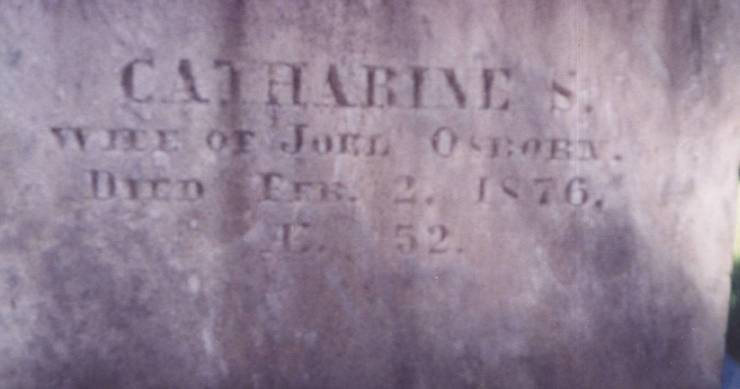 CATHARINE S.
WIFE OF JOEL OSBORN.
DIED FEB. 2. 1876.
Æ. 52.